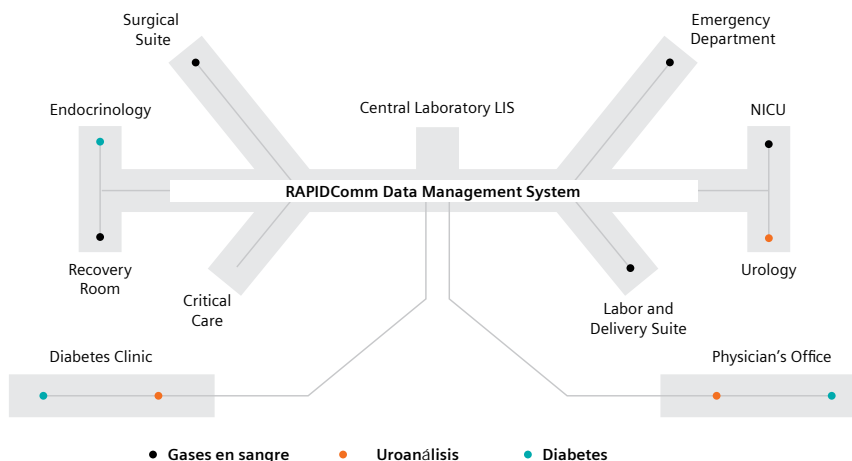 Surgical
Suite
Emergency
Department
Endocrinology
Central Laboratory LIS
NICU
RAPIDComm Data Management System
Recovery
Room
Critical
Care
Labor and
Delivery Suite
Urology
Diabetes Clinic
Physician’s Office
Gases en sangre
Uroanálisis
Diabetes